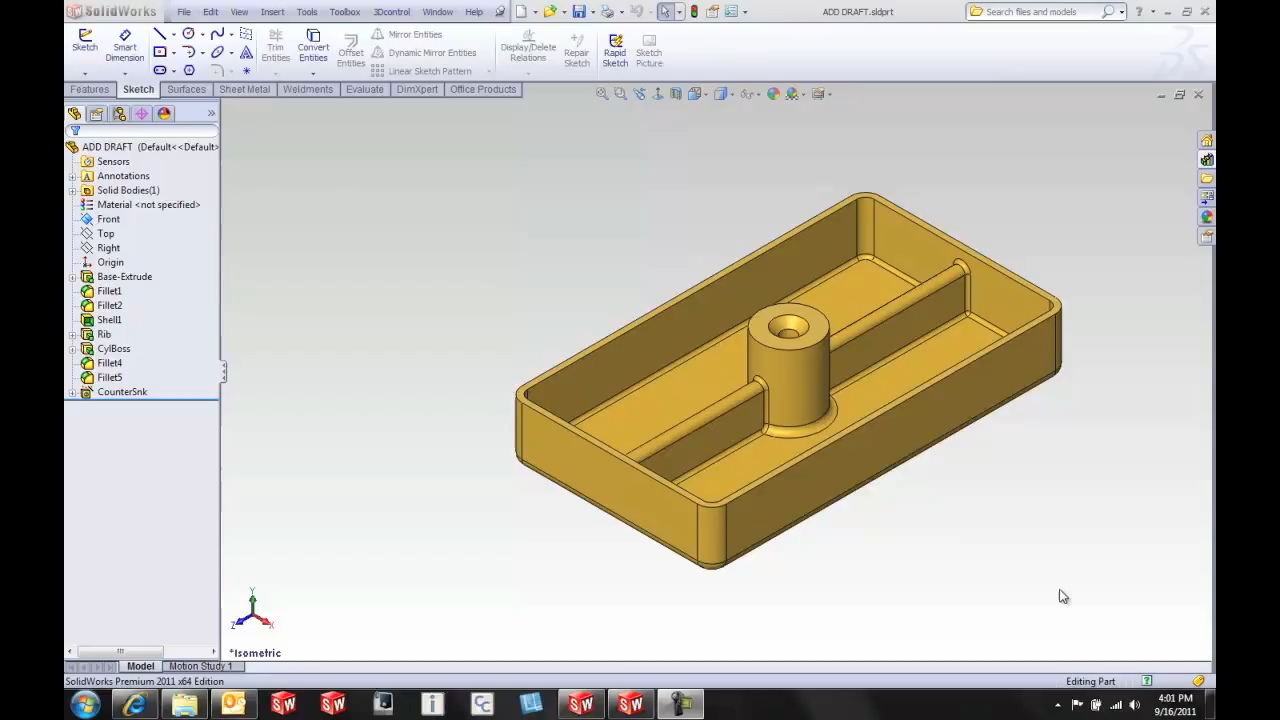 SolidWorks File Edit View Insert Tools Toolbox 3Dcontrol Window Help ADD DRAFT.sldprt Search files and models
Sketch Smart Dimension Trim Entities Convert Entities Offset Entities Mirror Entities Dynamic Mirror Entities Linear Sketch Pattern Display/Delete Relations Repair Sketch Rapid Sketch Sketch Picture
Features Sketch Surfaces Sheet Metal Weldments Evaluate DimXpert Office Products
ADD DRAFT (Default<<Default>
Sensors
Annotations
Solid Bodies(1)
Material <not specified>
Front
Top
Right
Origin
Base-Extrude
Fillet1
Fillet2
Shell1
Rib
CylBoss
Fillet4
Fillet5
CounterSnk
Y
Z X
*Isometric
Model Motion Study 1
SolidWorks Premium 2011 x64 Edition Editing Part
4:01 PM
9/16/2011